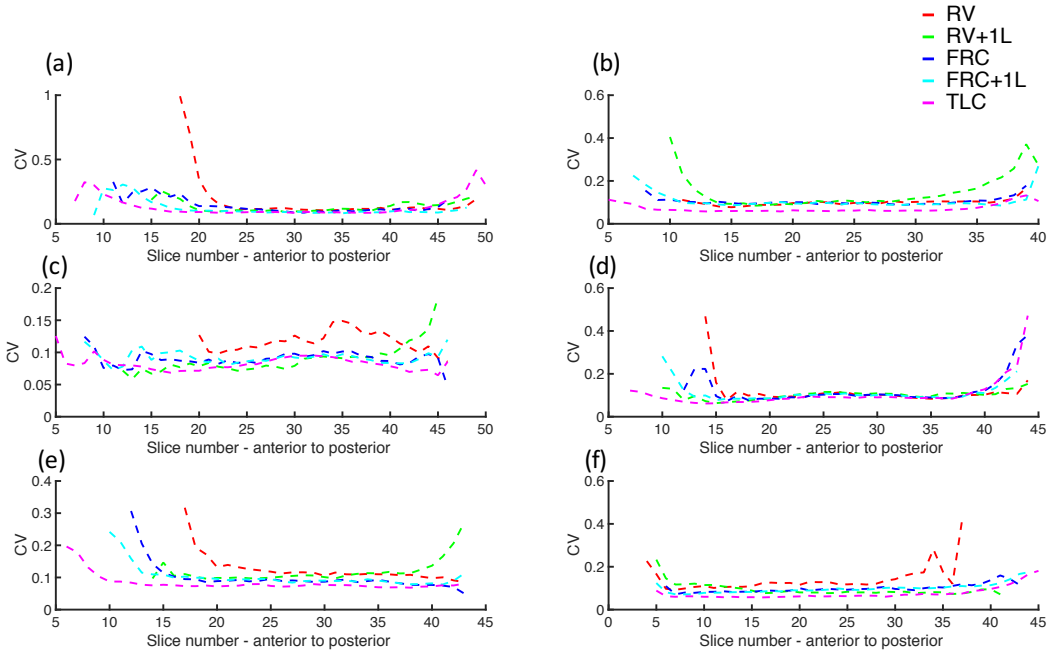 RV
RV+1L
FRC
FRC+1L
TLC
(a)
1
0.5
0
CV
5 10 15 20 25 30 35 40 45 50
Slice number - anterior to posterior
(b)
0.6
0.4
0.2
0
CV
5 10 15 20 25 30 35 40
Slice number - anterior to posterior
(c)
0.2
0.15
0.1
0.05
0
CV
5 10 15 20 25 30 35 40 45 50
Slice number - anterior to posterior
(d)
0.6
0.4
0.2
0
CV
5 10 15 20 25 30 35 40 45
Slice number - anterior to posterior
(e)
0.4
0.3
0.2
0.1
0
CV
5 10 15 20 25 30 35 40 45
Slice number - anterior to posterior
(f)
0.6
0.4
0.2
0
CV
0 5 10 15 20 25 30 35 40 45
Slice number - anterior to posterior